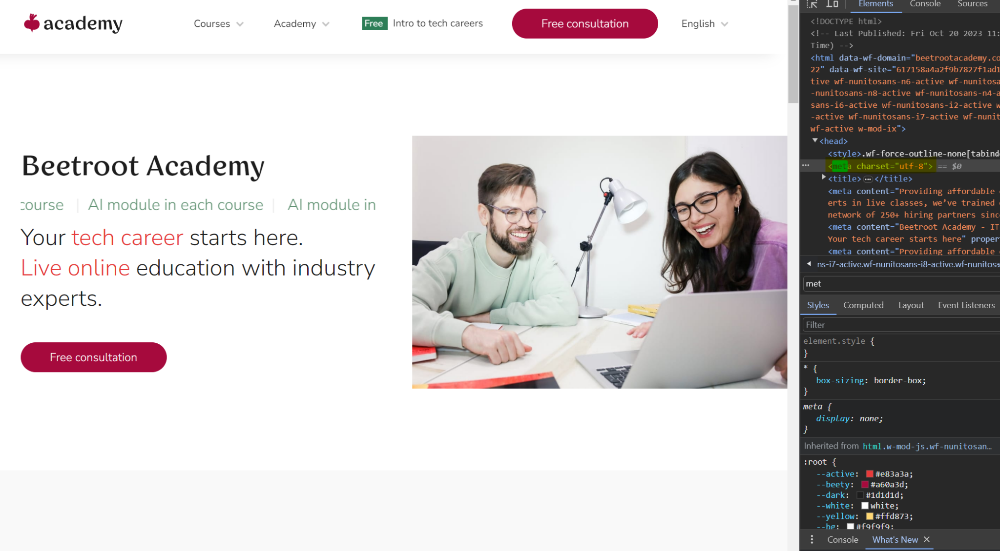 academy
Courses
Academy
Free Intro to tech careers
Free consultation
English
Beetroot Academy
course | AI module in each course | AI module in
Your tech career starts here.
Live online education with industry
experts.
Free consultation
Elements Console Sources
<!DOCTYPE html>
<!-- Last Published: Fri Oct 20 2023 11:
Time) -->
<html data-wf-domain="beetrootacademy.co
22" data-wf-site="617158a4a2f9b7827f1ad1
tive wf-nunitosans-n6-active wf-nunitosa
-nunitosans-n8-active wf-nunitosans-n4-a
sans-i6-active wf-nunitosans-i2-active w
-active wf-nunitosans-i7-active wf-nunit
wf-active w-mod-ix">
<head>
<style>.wf-force-outline-none[tabind
<meta charset="utf-8"> == $0
<title>…</title>
<meta content="Providing affordable
erts in live classes, we’ve trained
network of 250+ hiring partners sinc
<meta content="Beetroot Academy - IT
Your tech career starts here" proper
<meta content="Providing affordable
ns-i7-active.wf-nunitosans-i8-active.wf-nunitosa
met
Styles Computed Layout Event Listeners
Filter
element.style {
}
* {
box-sizing: border-box;
}
meta {
display: none;
}
Inherited from html.w-mod-js.wf-nunitosan…
:root {
--active: #e83a3a;
--beety: #a60a3d;
--dark: #1d1d1d;
--white: white;
--yellow: #ffd873;
--bg: #f9f9f9;
Console What's New